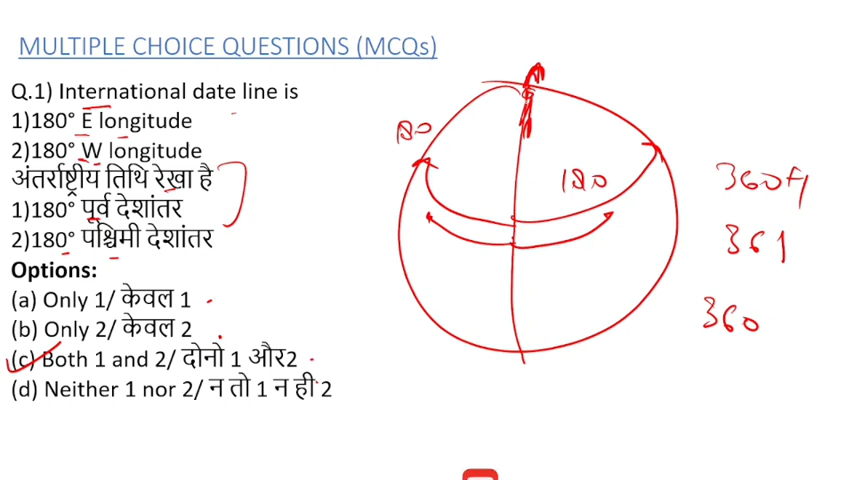 MULTIPLE CHOICE QUESTIONS (MCQs)
Q.1) International date line is
1)180° E longitude
2)180° W longitude
अंतर्राष्ट्रीय तिथि रेखा है
1)180° पूर्व देशांतर
2)180° पश्चिमी देशांतर
Options:
(a) Only 1/ केवल 1
(b) Only 2/ केवल 2
(c) Both 1 and 2/ दोनो 1 और2
(d) Neither 1 nor 2/ न तो 1 न ही 2
180
180
361
360